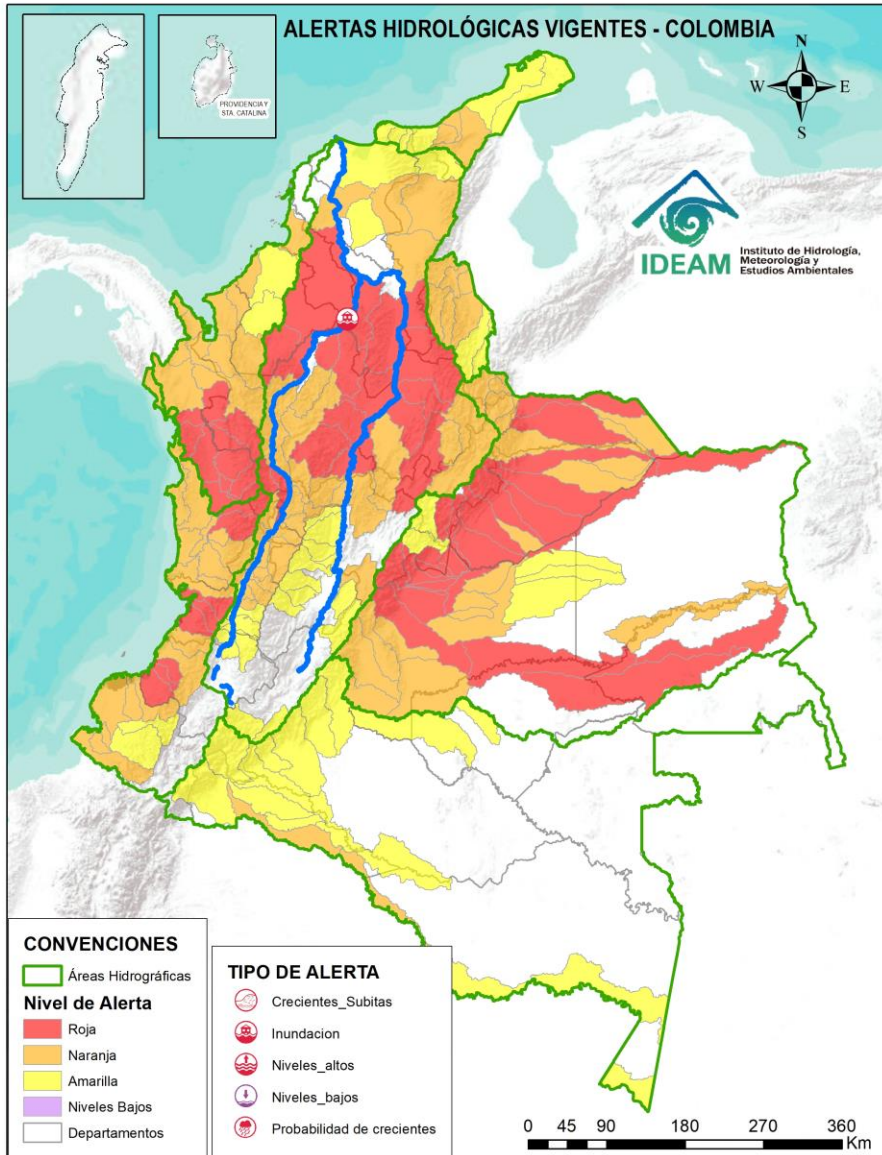 ALERTAS HIDROLÓGICAS VIGENTES - COLOMBIA
PROVIDENCIA Y
STA. CATALINA
N
W
E
S
IDEAM
Instituto de Hidrología,
Meteorología y
Estudios Ambientales
CONVENCIONES
Áreas Hidrográficas
Nivel de Alerta
Roja
Naranja
Amarilla
Niveles Bajos
Departamentos
TIPO DE ALERTA
Crecientes_Subitas
Inundacion
Niveles_altos
Niveles_bajos
Probabilidad de crecientes
0 45 90 180 270 360
Km